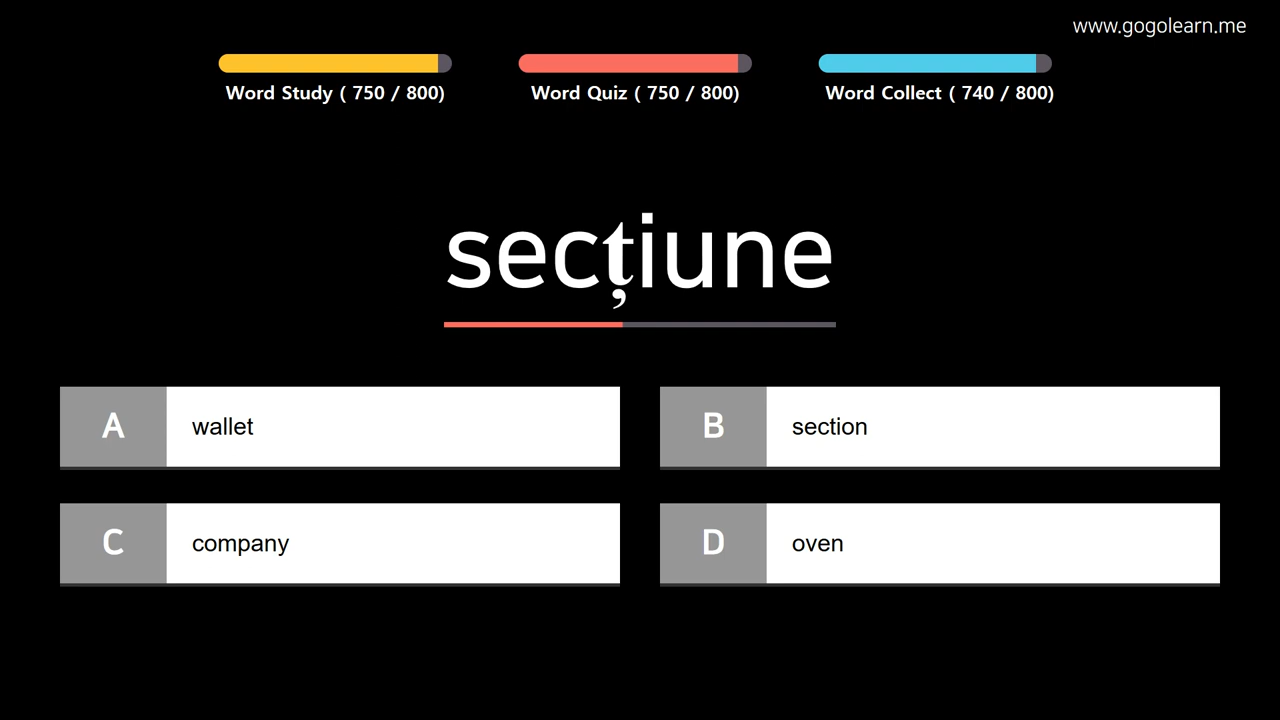 www.gogolearn.me
Word Study ( 750 / 800)
Word Quiz ( 750 / 800)
Word Collect ( 740 / 800)
secțiune
A wallet
B section
C company
D oven